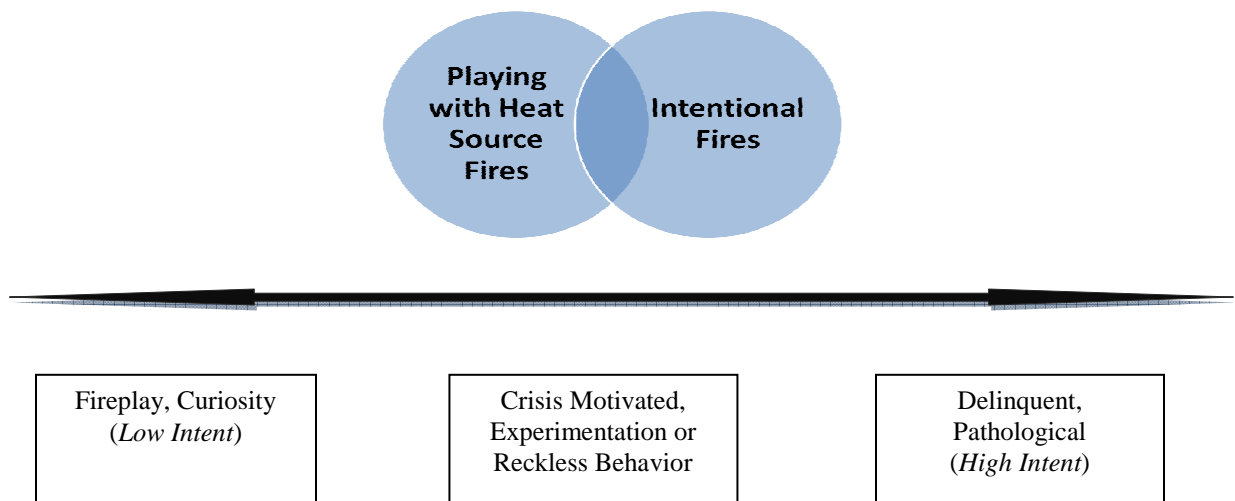 Playing
with Heat
Source
Fires
Intentional
Fires
Fireplay, Curiosity
(Low Intent)
Crisis Motivated,
Experimentation or
Reckless Behavior
Delinquent,
Pathological
(High Intent)